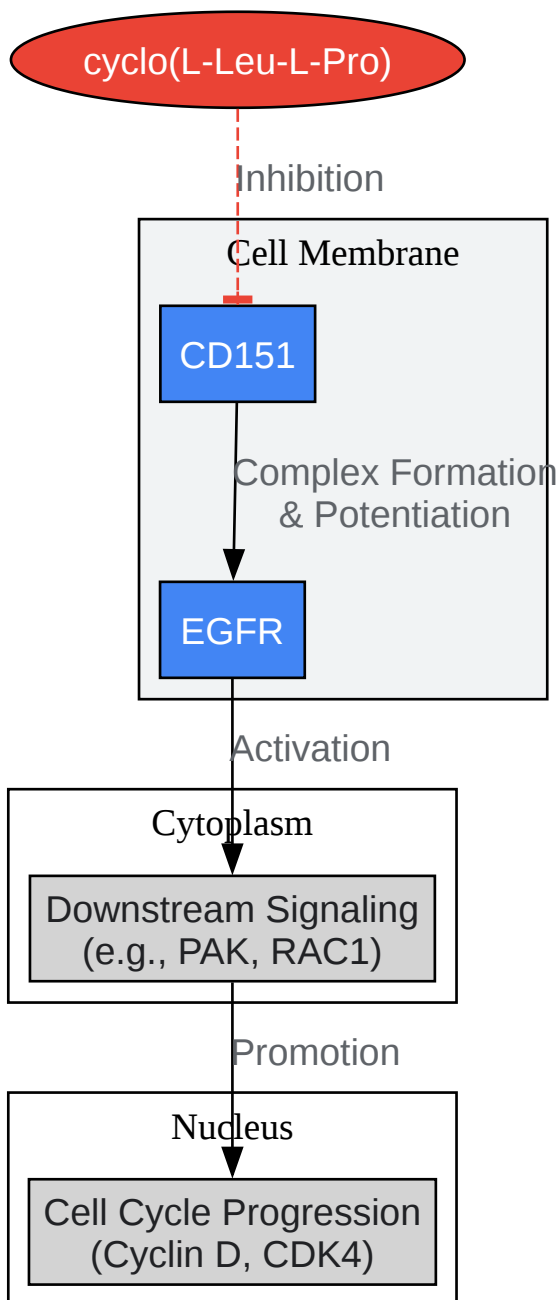 cyclo(L-Leu-L-Pro)
Inhibition
Cell Membrane
CD151
Complex Formation
& Potentiation
EGFR
Activation
Cytoplasm
Downstream Signaling
(e.g., PAK, RAC1)
Promotion
Nucleus
Cell Cycle Progression
(Cyclin D, CDK4)